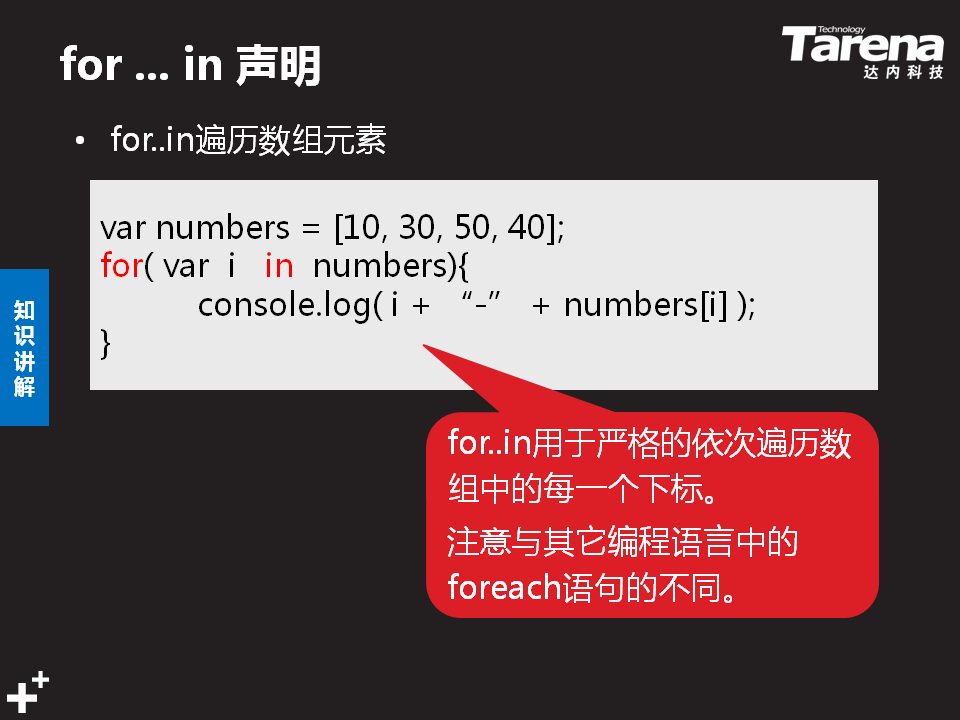 for ... in 声明
Technology
Tarena
达内科技
• for..in遍历数组元素
var numbers = [10, 30, 50, 40];
for( var i in numbers){
console.log( i + “-” + numbers[i] );
}
知识讲解
for..in用于严格的依次遍历数
组中的每一个下标。
注意与其它编程语言中的
foreach语句的不同。